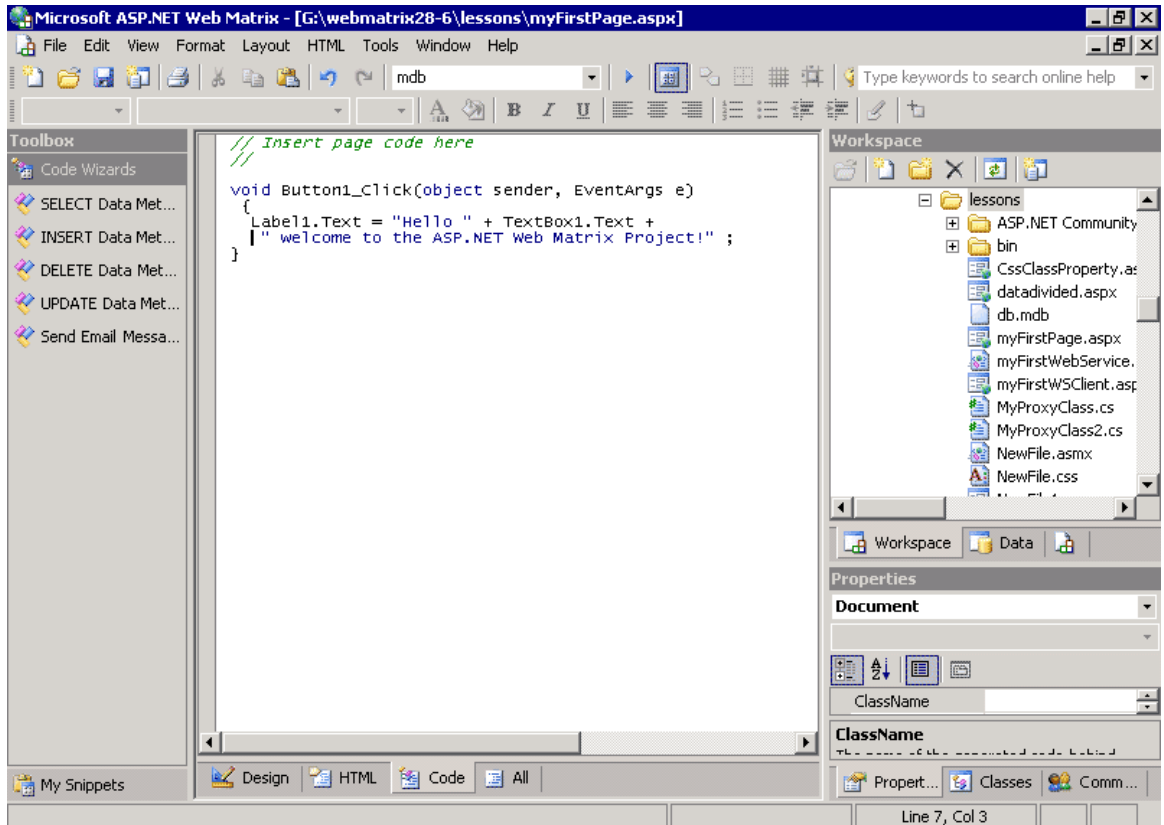 Microsoft ASP.NET Web Matrix - [G:\webmatrix28-6\lessons\myFirstPage.aspx]
File Edit View Format Layout HTML Tools Window Help
mdb
Type keywords to search online help
A B I U
Toolbox
Code Wizards
SELECT Data Met...
INSERT Data Met...
DELETE Data Met...
UPDATE Data Met...
Send Email Messa...
My Snippets
// Insert page code here
//
void Button1_Click(object sender, EventArgs e)
{
Label1.Text = "Hello " + TextBox1.Text +
" welcome to the ASP.NET Web Matrix Project!" ;
}
Design HTML Code All
Workspace
lessons
ASP.NET Community
bin
CssClassProperty.as
datadivided.aspx
db.mdb
myFirstPage.aspx
myFirstWebService.
myFirstWSClient.asp
MyProxyClass.cs
MyProxyClass2.cs
NewFile.asmx
NewFile.css
Workspace Data
Properties
Document
ClassName
ClassName
Propert... Classes Comm...
Line 7, Col 3